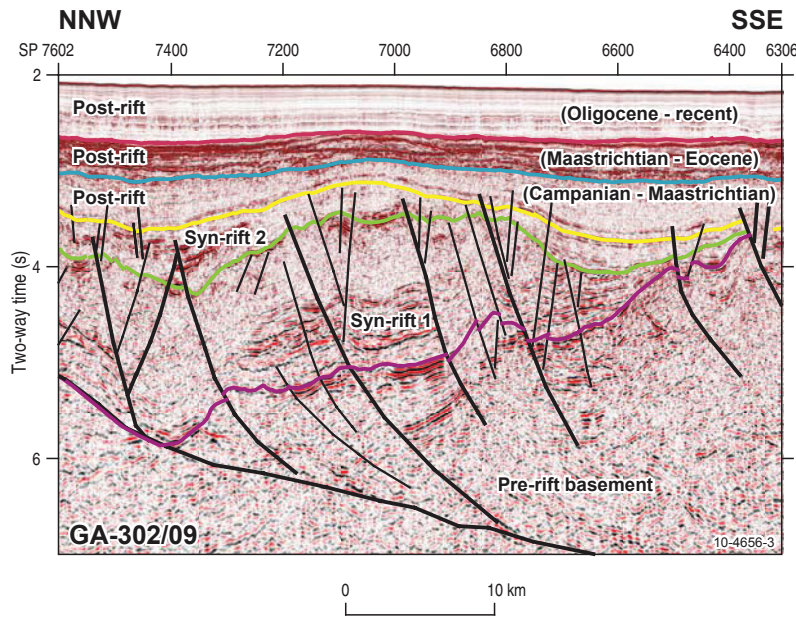 NNW SSE
SP 7602 7400 7200 7000 6800 6600 6400 6306
2
Post-rift (Oligocene - recent)
Post-rift (Maastrichtian - Eocene)
Post-rift (Campanian - Maastrichtian)
Syn-rift 2
4
Syn-rift 1
Two-way time (s)
6
Pre-rift basement
GA-302/09 10-4656-3
0 10 km